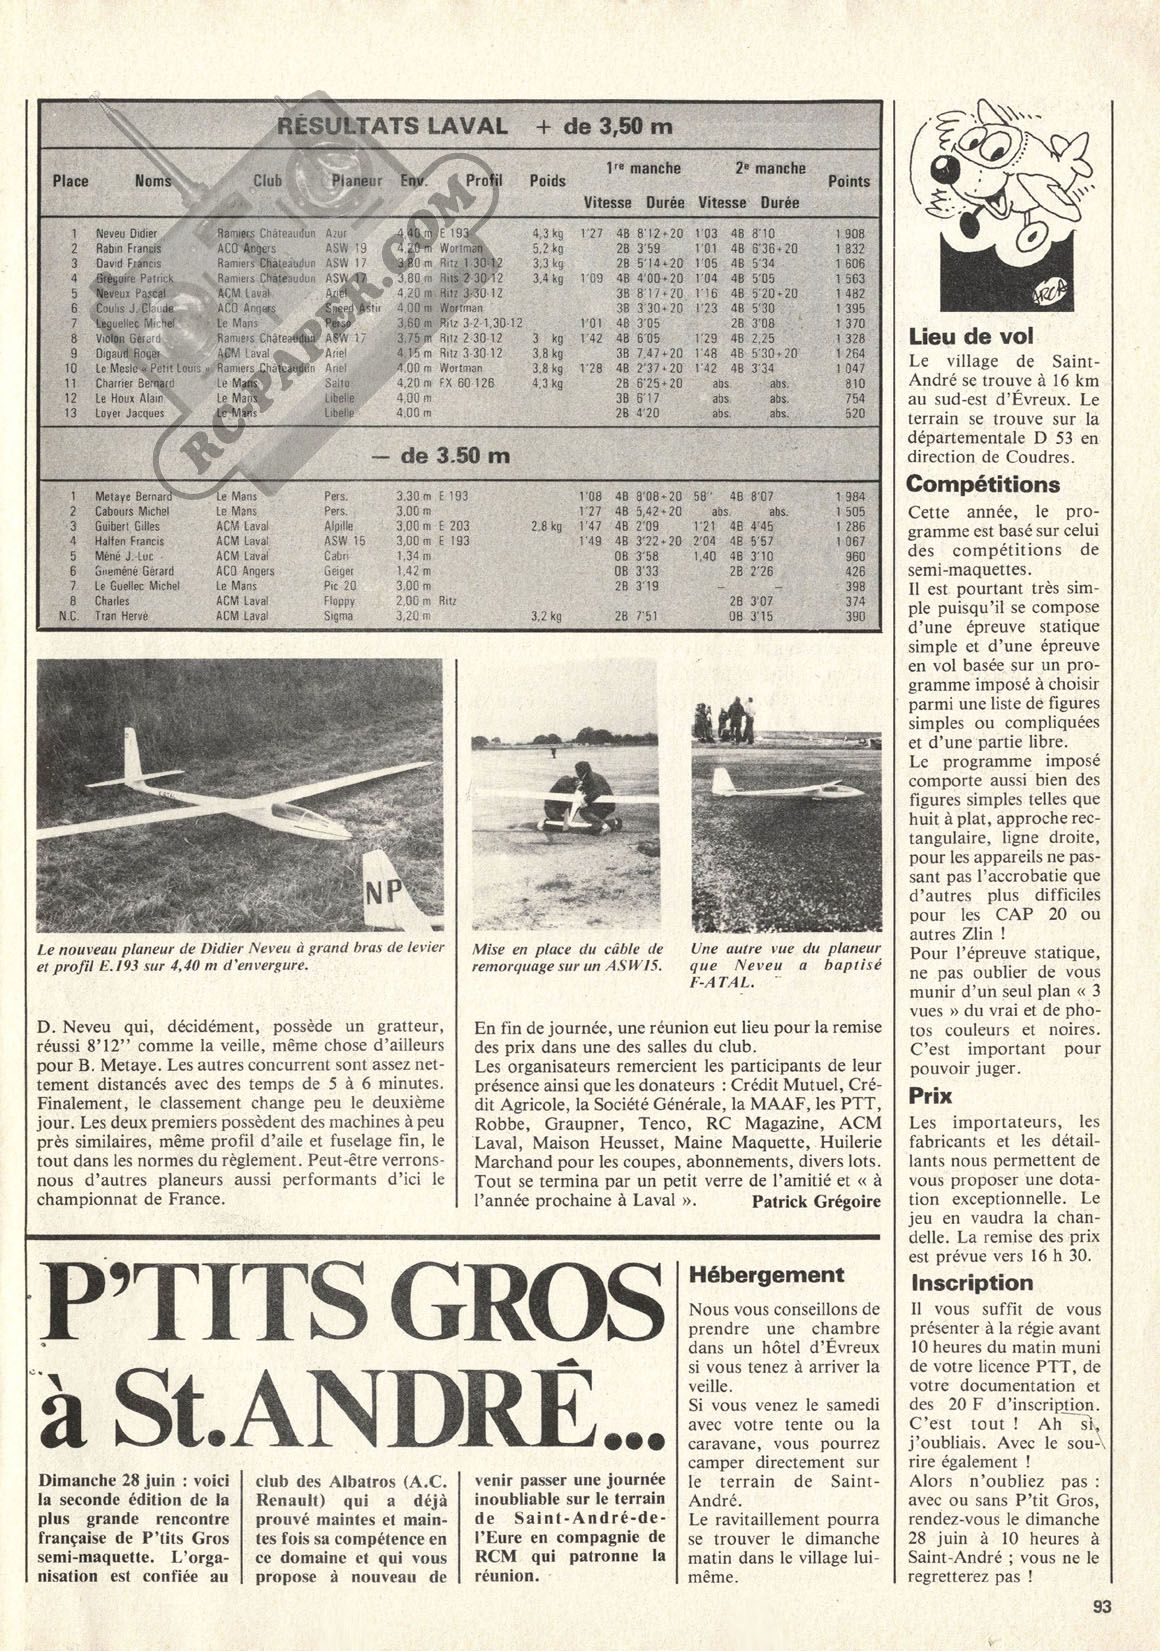 RÉSULTATS LAVAL + de 3,50 m
Place Noms Club Planeur Env. Profil Poids 1re manche 2e manche Points
Vitesse Durée Vitesse Durée
1 Neveu Didier Ramiers Châteaudun Azur 4,40 m E 193 4,3 kg 1'27 4B 8'12+20 1'03 4B 8'10 1 908
2 Rabin Francis ACO Angers ASW 19 4,20 m Wortman 5,2 kg 2B 3'59 1'01 4B 6'36+20 1 832
3 David Francis Ramiers Châteaudun ASW 17 3,80 m Ritz 1-30-12 3,3 kg 2B 5'14+20 1'05 4B 5'34 1 606
4 Grégoire Patrick Ramiers Châteaudun ASW 17 3,80 m Rits 2-30-12 3,4 kg 1'09 4B 4'00+20 1'04 4B 5'05 1 563
5 Neveux Pascal ACM Laval Ariel 4,20 m Ritz 3-30-12 3B 8'17+20 1'16 4B 5'20+20 1 482
6 Coulis J. Claude ACO Angers Speed Astir 4,00 m Wortman 3B 3'30+20 1'23 4B 5'30 1 395
7 Leguellec Michel Le Mans Perso 3,60 m Ritz 3-2-1,30-12 1'01 4B 3'05 2B 3'08 1 370
8 Violon Gérard Ramiers Châteaudun ASW 17 3,75 m Ritz 2-30-12 3 kg 1'42 4B 6'05 1'29 4B 2,25 1 328
9 Digaud Roger ACM Laval Ariel 4,15 m Ritz 3-30-12 3,8 kg 3B 7,47+20 1'48 4B 5'30+20 1 264
10 Le Mesle « Petit Louis » Ramiers Châteaudun Ariel 4,00 m Wortman 3,8 kg 1'28 4B 2'37+20 1'42 4B 3'34 1 047
11 Charrier Bernard Le Mans Salto 4,20 m FX 60 126 4,3 kg 2B 6'25+20 abs. abs. 810
12 Le Houx Alain Le Mans Libelle 4,00 m 3B 6'17 abs. abs. 754
13 Loyer Jacques Le Mans Libelle 4,00 m 2B 4'20 abs. abs. 520
— de 3.50 m
1 Metaye Bernard Le Mans Pers. 3,30 m E 193 1'08 4B 8'08+20 58'' 4B 8'07 1 984
2 Cabours Michel Le Mans Pers. 3,00 m 1'27 4B 5,42+20 abs. abs. 1 505
3 Guibert Gilles ACM Laval Alpille 3,00 m E 203 2,8 kg 1'47 4B 2'09 1'21 4B 4'45 1 286
4 Halfen Francis ACM Laval ASW 15 3,00 m E 193 1'49 4B 3'22+20 2'04 4B 5'57 1 067
5 Méné J. Luc ACM Laval Cabri 1,34 m 0B 3'58 1,40 4B 3'10 960
6 Guéméné Gérard ACO Angers Geiger 1,42 m 0B 3'33 2B 2'26 426
7 Le Guellec Michel Le Mans Pic 20 3,00 m 2B 3'19 — — 398
8 Charles ACM Laval Floppy 2,00 m Ritz 2B 3'07 374
N.C. Tran Hervé ACM Laval Sigma 3,20 m 3,2 kg 2B 7'51 0B 3'15 390
RC-PAPER.COM
NP
Le nouveau planeur de Didier Neveu à grand bras de levier
et profil E.193 sur 4,40 m d'envergure.
Mise en place du câble de
remorquage sur un ASW15.
Une autre vue du planeur
que Neveu a baptisé
F-ATAL.
D. Neveu qui, décidément, possède un gratteur,
réussi 8'12'' comme la veille, même chose d'ailleurs
pour B. Metaye. Les autres concurrent sont assez net-
tement distancés avec des temps de 5 à 6 minutes.
Finalement, le classement change peu le deuxième
jour. Les deux premiers possèdent des machines à peu
près similaires, même profil d'aile et fuselage fin, le
tout dans les normes du règlement. Peut-être verrons-
nous d'autres planeurs aussi performants d'ici le
championnat de France.
En fin de journée, une réunion eut lieu pour la remise
des prix dans une des salles du club.
Les organisateurs remercient les participants de leur
présence ainsi que les donateurs : Crédit Mutuel, Cré-
dit Agricole, la Société Générale, la MAAF, les PTT,
Robbe, Graupner, Tenco, RC Magazine, ACM
Laval, Maison Heusset, Maine Maquette, Huilerie
Marchand pour les coupes, abonnements, divers lots.
Tout se termina par un petit verre de l'amitié et « à
l'année prochaine à Laval ». Patrick Grégoire
P'TITS GROS
à St.ANDRÉ...
Dimanche 28 juin : voici
la seconde édition de la
plus grande rencontre
française de P'tits Gros
semi-maquette. L'orga-
nisation est confiée au
club des Albatros (A.C.
Renault) qui a déjà
prouvé maintes et main-
tes fois sa compétence en
ce domaine et qui vous
propose à nouveau de
venir passer une journée
inoubliable sur le terrain
de Saint-André-de-
l'Eure en compagnie de
RCM qui patronne la
réunion.
Hébergement
Nous vous conseillons de
prendre une chambre
dans un hôtel d'Évreux
si vous tenez à arriver la
veille.
Si vous venez le samedi
avec votre tente ou la
caravane, vous pourrez
camper directement sur
le terrain de Saint-
André.
Le ravitaillement pourra
se trouver le dimanche
matin dans le village lui-
même.
ARCA
Lieu de vol
Le village de Saint-
André se trouve à 16 km
au sud-est d'Évreux. Le
terrain se trouve sur la
départementale D 53 en
direction de Coudres.
Compétitions
Cette année, le pro-
gramme est basé sur celui
des compétitions de
semi-maquettes.
Il est pourtant très sim-
ple puisqu'il se compose
d'une épreuve statique
simple et d'une épreuve
en vol basée sur un pro-
gramme imposé à choisir
parmi une liste de figures
simples ou compliquées
et d'une partie libre.
Le programme imposé
comporte aussi bien des
figures simples telles que
huit à plat, approche rec-
tangulaire, ligne droite,
pour les appareils ne pas-
sant pas l'accrobatie que
d'autres plus difficiles
pour les CAP 20 ou
autres Zlin !
Pour l'épreuve statique,
ne pas oublier de vous
munir d'un seul plan « 3
vues » du vrai et de pho-
tos couleurs et noires.
C'est important pour
pouvoir juger.
Prix
Les importateurs, les
fabricants et les détail-
lants nous permettent de
vous proposer une dota-
tion exceptionnelle. Le
jeu en vaudra la chan-
delle. La remise des prix
est prévue vers 16 h 30.
Inscription
Il vous suffit de vous
présenter à la régie avant
10 heures du matin muni
de votre licence PTT, de
votre documentation et
des 20 F d'inscription.
C'est tout ! Ah si,
j'oubliais. Avec le sou-
rire également !
Alors n'oubliez pas :
avec ou sans P'tit Gros,
rendez-vous le dimanche
28 juin à 10 heures à
Saint-André ; vous ne le
regretterez pas !
93